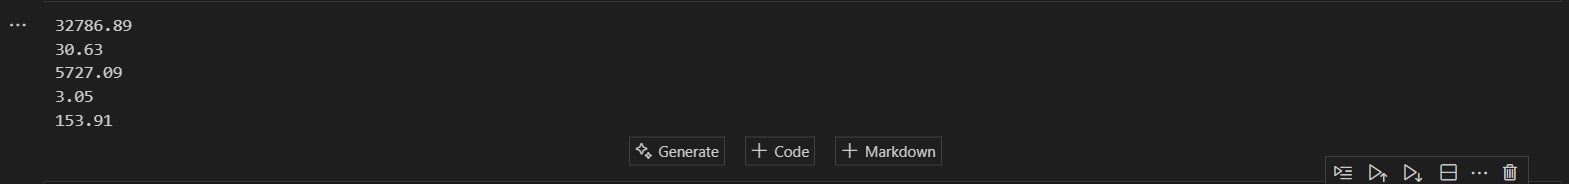 32786.89
30.63
5727.09
3.05
153.91
Generate
Code
Markdown